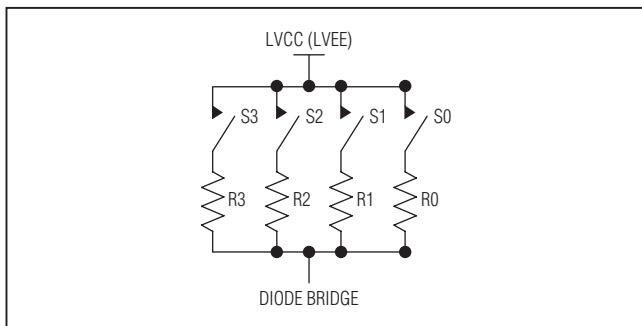 LVCC (LVEE)
S3 S2 S1 S0
R3 R2 R1 R0
DIODE BRIDGE